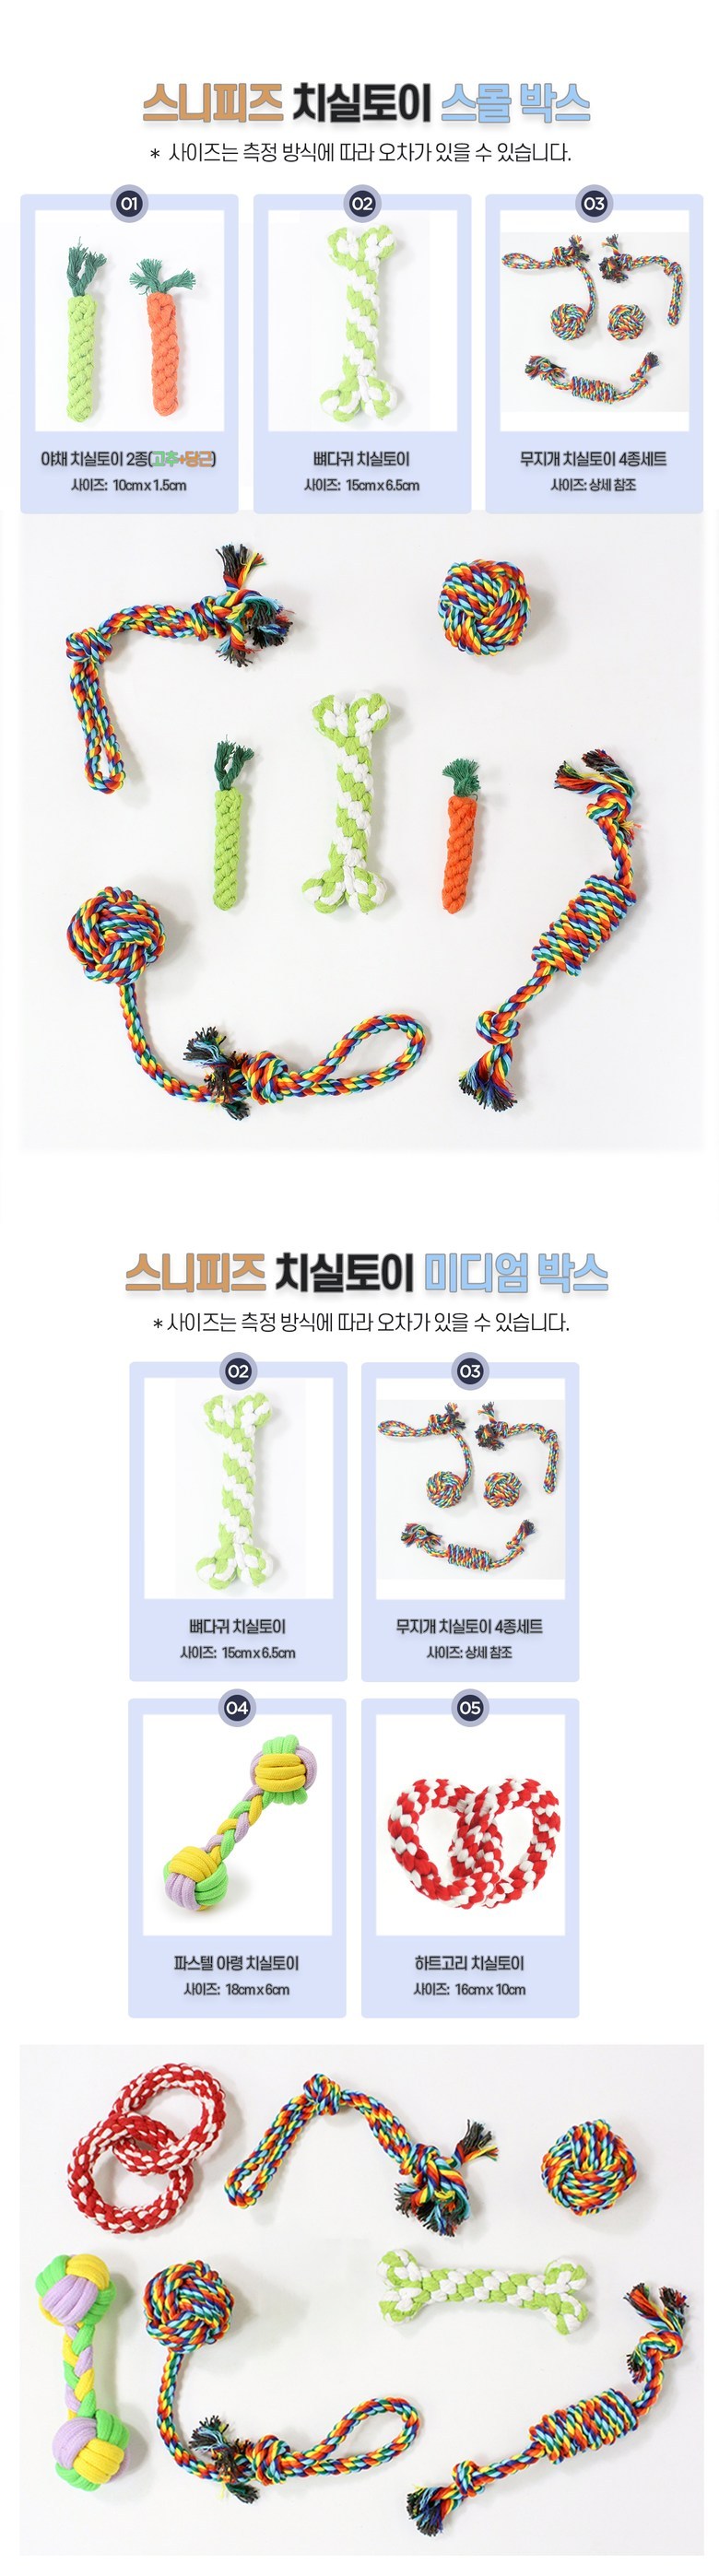 스니피즈 치실토이 스몰 박스
* 사이즈는 측정 방식에 따라 오차가 있을 수 있습니다.
01
02
03
야채 치실토이 2종(고추+당근)
사이즈: 10cm x 1.5cm
뼈다귀 치실토이
사이즈: 15cm x 6.5cm
무지개 치실토이 4종세트
사이즈: 상세 참조
스니피즈 치실토이 미디엄 박스
* 사이즈는 측정 방식에 따라 오차가 있을 수 있습니다.
02
03
뼈다귀 치실토이
사이즈: 15cm x 6.5cm
무지개 치실토이 4종세트
사이즈: 상세 참조
04
05
파스텔 아령 치실토이
사이즈: 18cm x 6cm
하트고리 치실토이
사이즈: 16cm x 10cm